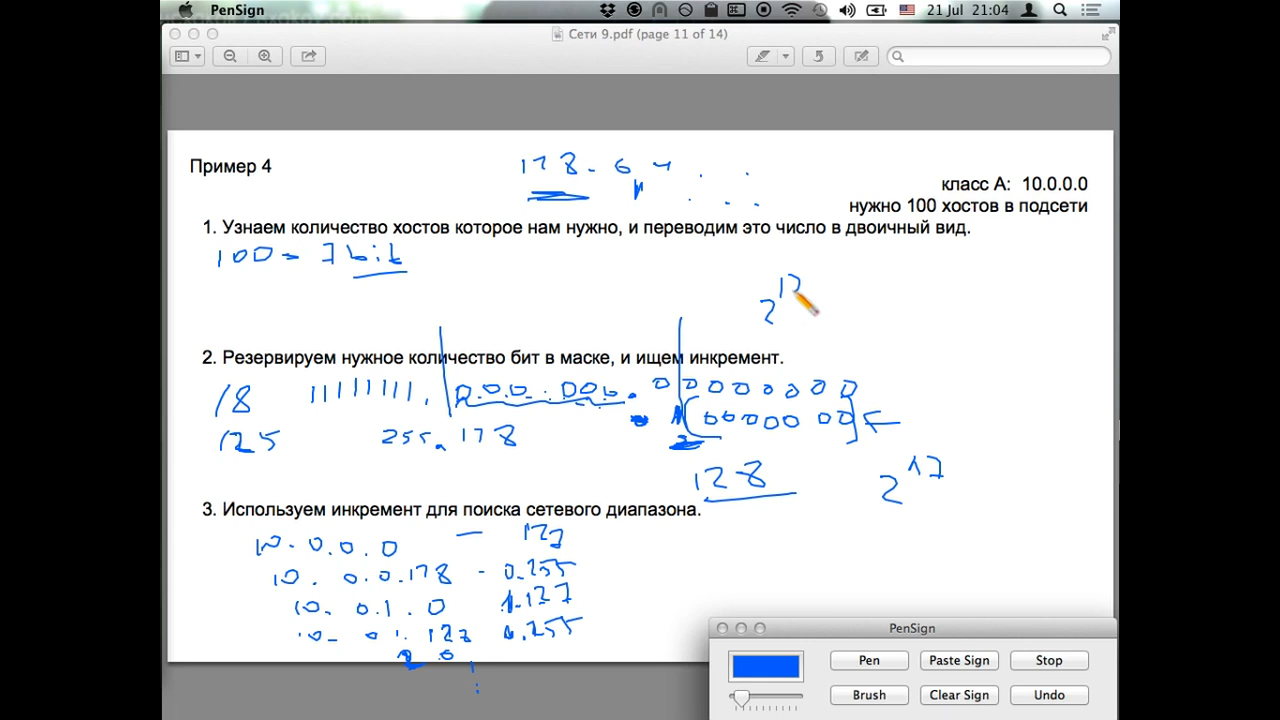 PenSign
21 Jul 21:04
Сети 9.pdf (page 11 of 14)
Пример 4
178. 64
класс А: 10.0.0.0
нужно 100 хостов в подсети
1. Узнаем количество хостов которое нам нужно, и переводим это число в двоичный вид.
100 = 7 bit
2. Резервируем нужное количество бит в маске, и ищем инкремент.
/8 11111111.
/25 255. 178
128
2 17
3. Используем инкремент для поиска сетевого диапазона.
10. 0. 0. 0 — 127
10. 0.0.178 - 0.255
10. 0.1.0 1.127
10. 0 1. 127 255
PenSign
Pen
Paste Sign
Stop
Brush
Clear Sign
Undo